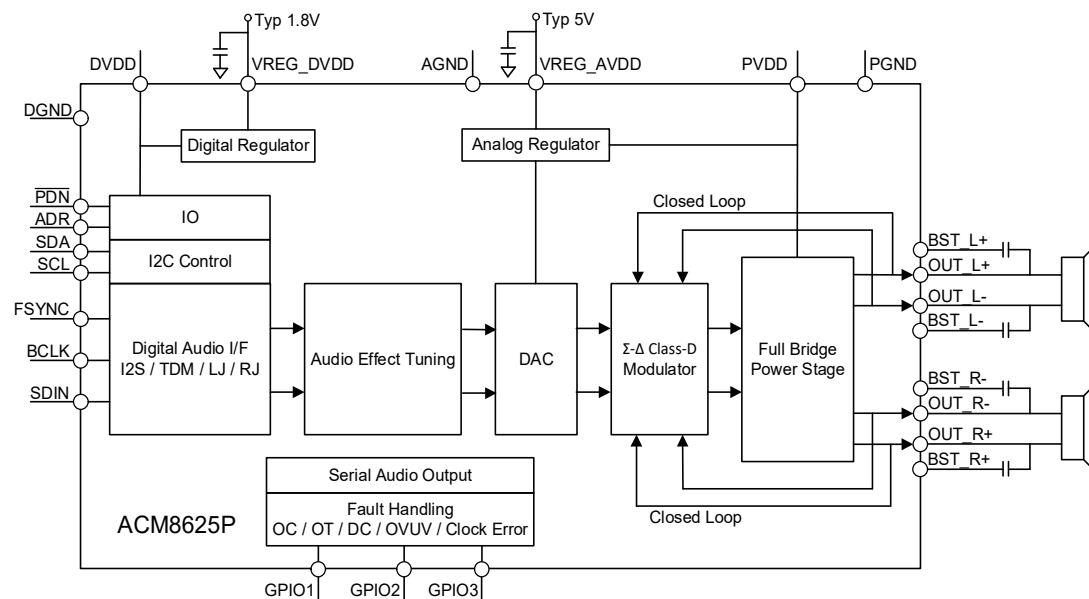 Typ 1.8V
Typ 5V
DVDD
VREG_DVDD
AGND
VREG_AVDD
PVDD
PGND
DGND
Digital Regulator
Analog Regulator
PDN
ADR
SDA
SCL
FSYNC
BCLK
SDIN
IO
I2C Control
Digital Audio I/F
I2S / TDM / LJ / RJ
Audio Effect Tuning
DAC
Σ-Δ Class-D
Modulator
Full Bridge
Power Stage
Closed Loop
Closed Loop
BST_L+
OUT_L+
OUT_L-
BST_L-
BST_R-
OUT_R-
OUT_R+
BST_R+
Serial Audio Output
Fault Handling
OC / OT / DC / OVUV / Clock Error
ACM8625P
GPIO1
GPIO2
GPIO3